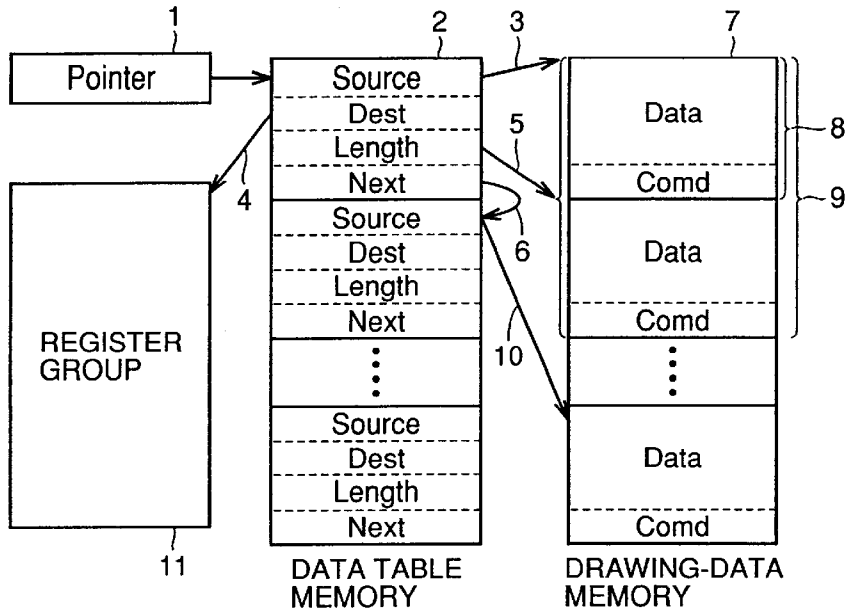 1
2
3
7
Pointer
Source
Dest
Length
Next
Source
Dest
Length
Next
Source
Dest
Length
Next
4
5
6
10
Data
Comd
Data
Comd
Data
Comd
8
9
REGISTER
GROUP
11
DATA TABLE
MEMORY
DRAWING-DATA
MEMORY